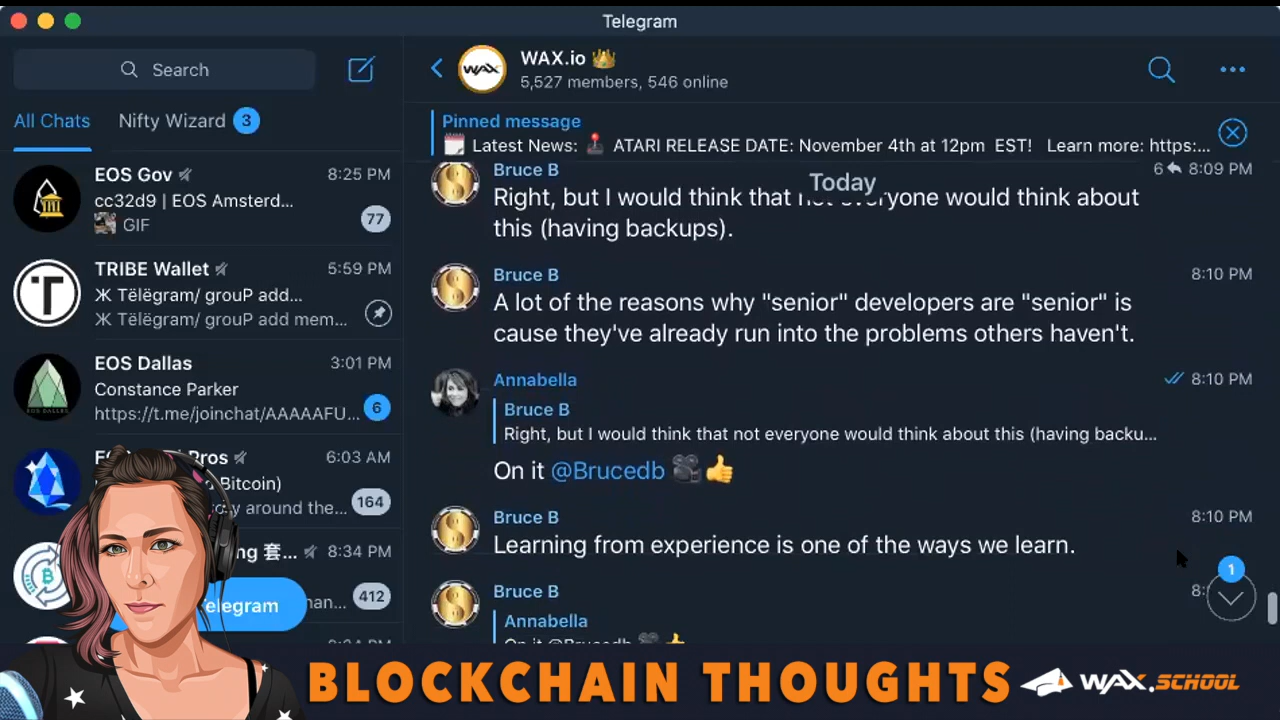 Telegram
Search
All Chats
Nifty Wizard 3
EOS Gov
8:25 PM
cc32d9 | EOS Amsterd...
GIF
77
TRIBE Wallet
5:59 PM
Ж Tëlëgram/ grouP add...
Ж Tëlëgram/ grouP add mem...
EOS Dallas
3:01 PM
Constance Parker
https://t.me/joinchat/AAAAAFU...
6
Pros
6:03 AM
Bitcoin)
around the...
164
套...
8:34 PM
412
WAX
WAX.io
5,527 members, 546 online
Pinned message
Latest News: ATARI RELEASE DATE: November 4th at 12pm EST! Learn more: https:...
Today
Bruce B
6 8:09 PM
Right, but I would think that not everyone would think about
this (having backups).
Bruce B
8:10 PM
A lot of the reasons why "senior" developers are "senior" is
cause they've already run into the problems others haven't.
Annabella
8:10 PM
Bruce B
Right, but I would think that not everyone would think about this (having backu...
On it @Brucedb
Bruce B
8:10 PM
Learning from experience is one of the ways we learn.
1
Bruce B
Annabella
On it @Brucedb
BLOCKCHAIN THOUGHTS
WAX.SCHOOL